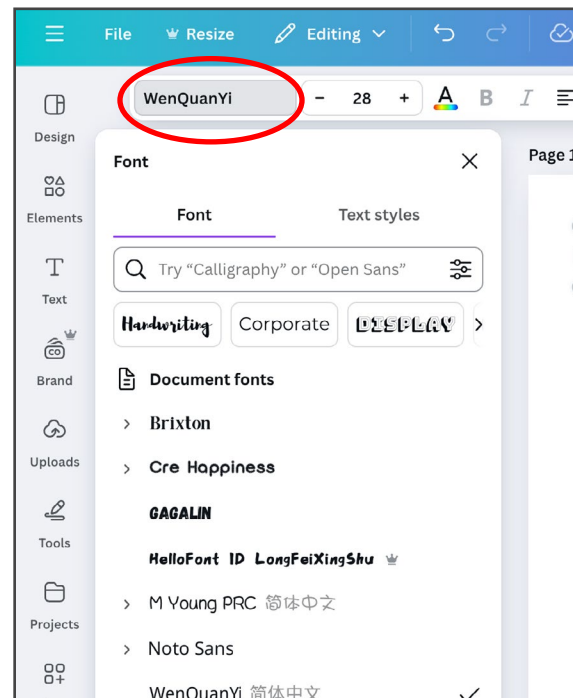 File Resize Editing
WenQuanYi - 28 + A B I
Design
Font
Page 1
Elements
Font Text styles
Text
Try “Calligraphy” or “Open Sans”
Handwriting Corporate DISPLAY
Brand
CO
Document fonts
Uploads
Brixton
Cre Happiness
Tools
GAGALIN
HelloFont ID LongFeiXingShu
Projects
M Young PRC 简体中文
Noto Sans
WenQuanYi 简体中文